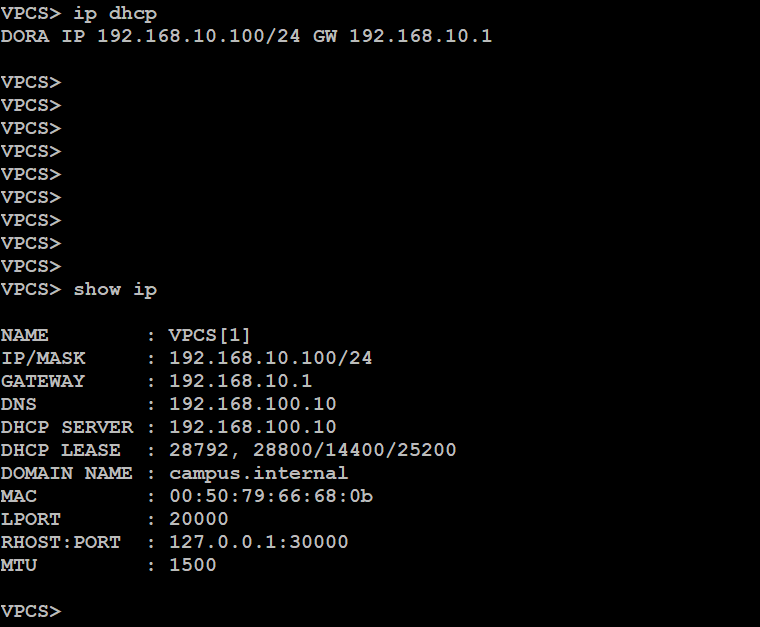 VPCS> ip dhcp
DORA IP 192.168.10.100/24 GW 192.168.10.1
VPCS>
VPCS>
VPCS>
VPCS>
VPCS>
VPCS>
VPCS>
VPCS>
VPCS>
VPCS> show ip
NAME        : VPCS[1]
IP/MASK     : 192.168.10.100/24
GATEWAY     : 192.168.10.1
DNS         : 192.168.100.10
DHCP SERVER : 192.168.100.10
DHCP LEASE  : 28792, 28800/14400/25200
DOMAIN NAME : campus.internal
MAC         : 00:50:79:66:68:0b
LPORT       : 20000
RHOST:PORT  : 127.0.0.1:30000
MTU         : 1500
VPCS>